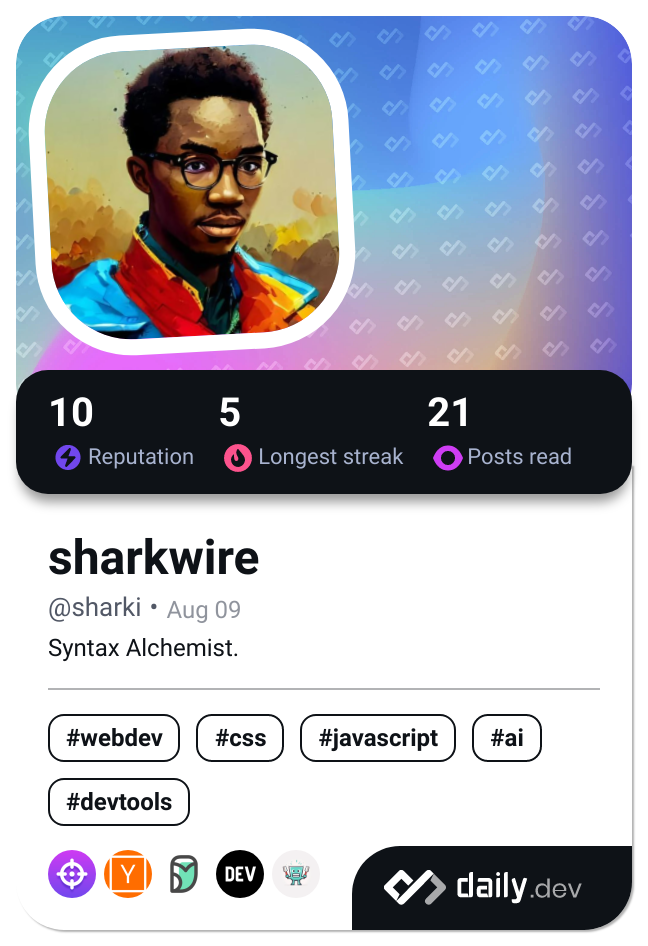 10 5 21
Reputation Longest streak Posts read
sharkwire
@sharki • Aug 09
Syntax Alchemist.
#webdev #css #javascript #ai
#devtools
Y DEV daily.dev